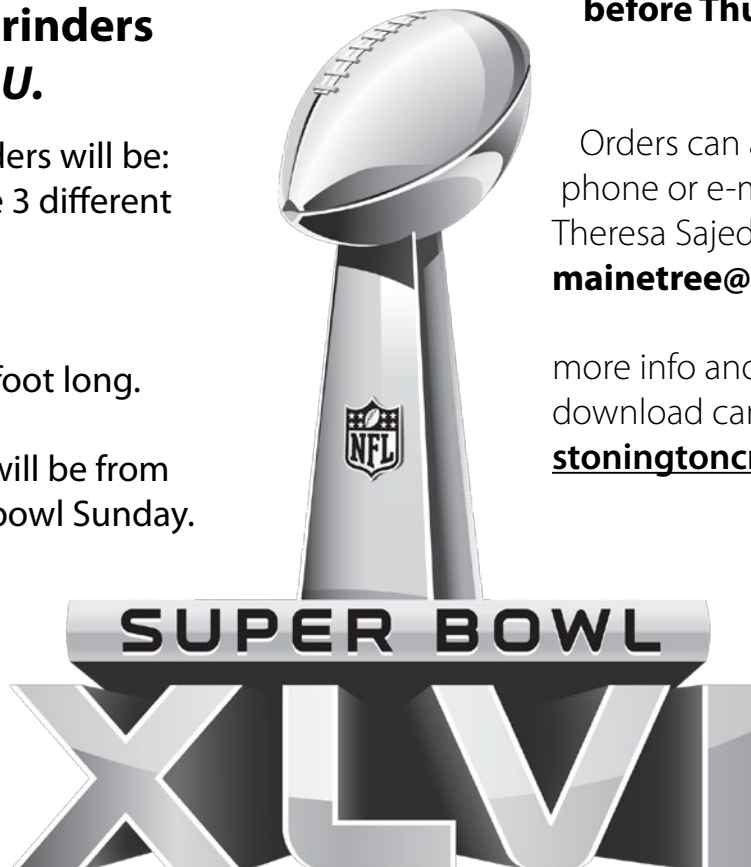 rinders
U.
ders will be:
e 3 different
foot long.
will be from
bowl Sunday.
before Thu
Orders can a
phone or e-m
Theresa Sajed
mainetree@
more info and
download can
stoningtoncr
NFL
SUPER BOWL
XLVI